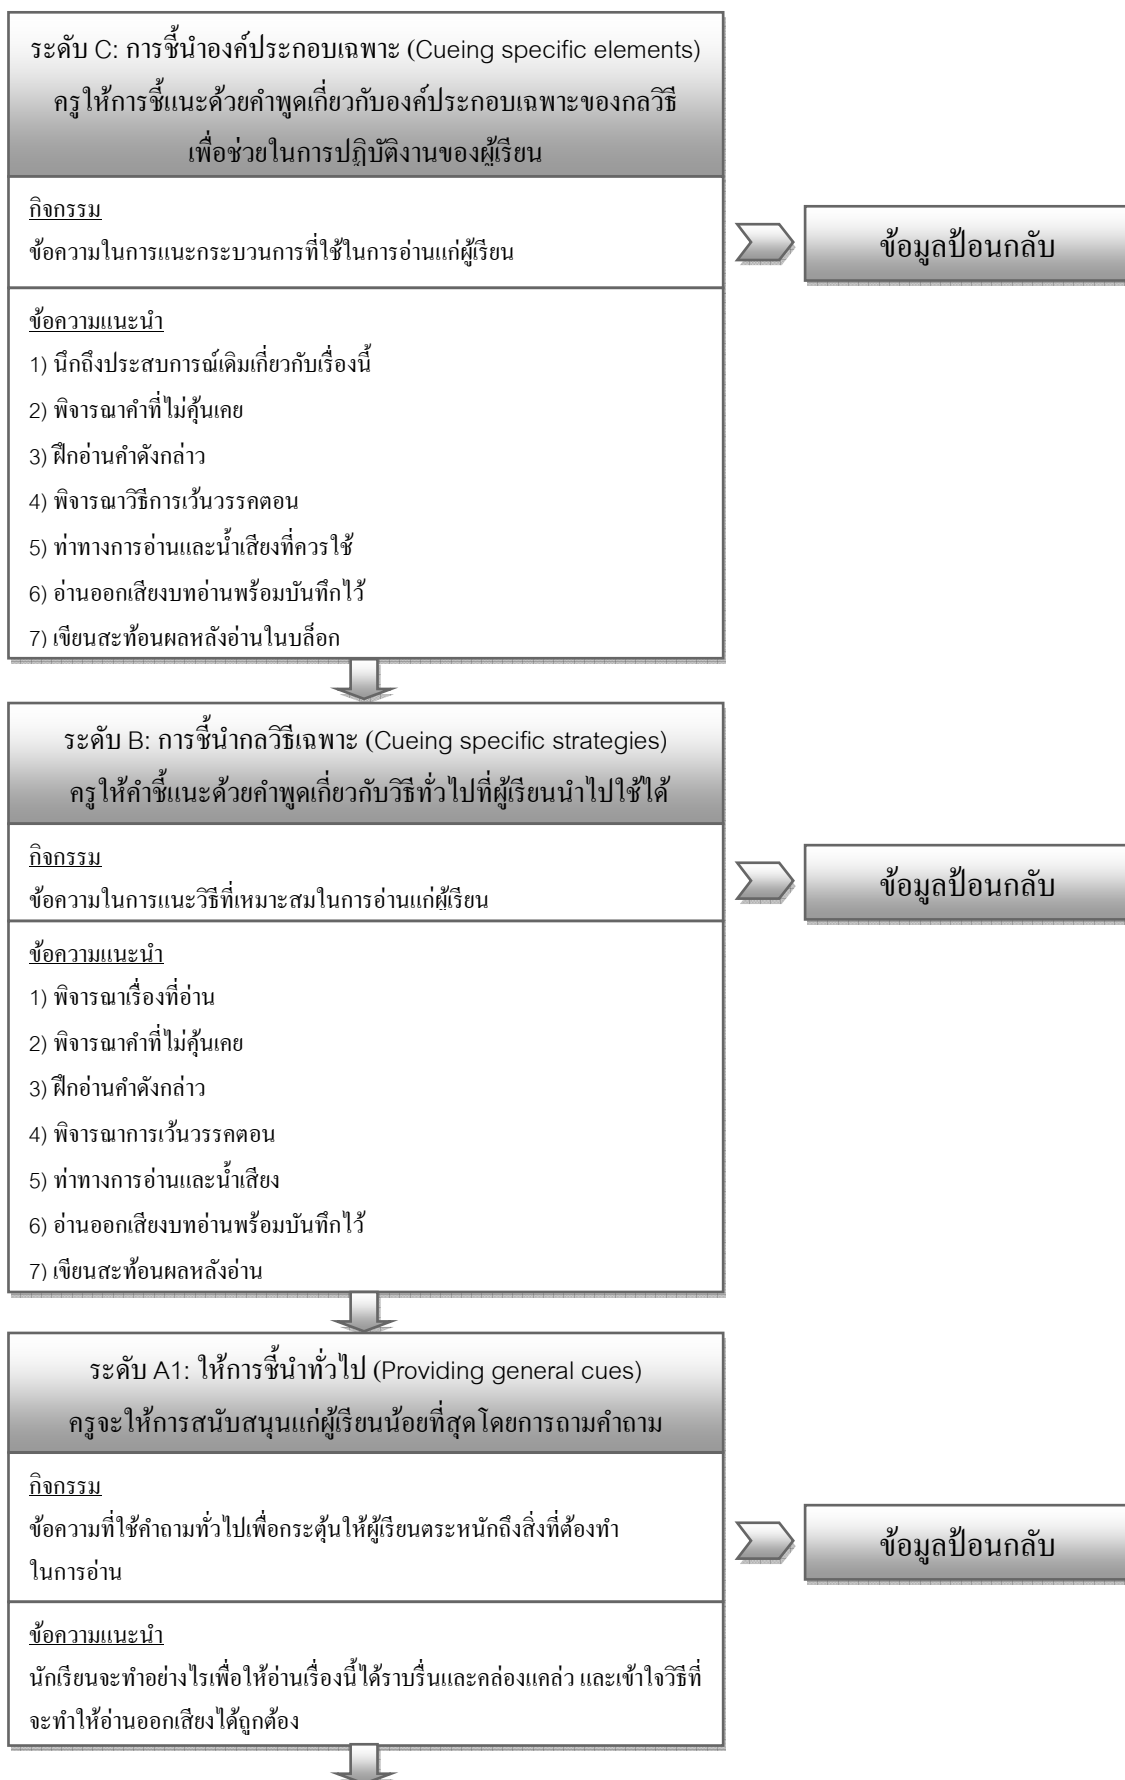 ระดับ C: การชี้นำองค์ประกอบเฉพาะ (Cueing specific elements)
ครูให้การชี้แนะด้วยคำพูดเกี่ยวกับองค์ประกอบเฉพาะของกลวิธี
เพื่อช่วยในการปฏิบัติงานของผู้เรียน
กิจกรรม
ข้อความในการแนะกระบวนการที่ใช้ในการอ่านแก่ผู้เรียน
ข้อมูลป้อนกลับ
ข้อความแนะนำ
1) นึกถึงประสบการณ์เดิมเกี่ยวกับเรื่องนี้
2) พิจารณาคำที่ไม่คุ้นเคย
3) ฝึกอ่านคำดังกล่าว
4) พิจารณาวิธีการเว้นวรรคตอน
5) ท่าทางการอ่านและน้ำเสียงที่ควรใช้
6) อ่านออกเสียงบทอ่านพร้อมบันทึกไว้
7) เขียนสะท้อนผลหลังอ่านในบล็อก
ระดับ B: การชี้นำกลวิธีเฉพาะ (Cueing specific strategies)
ครูให้คำชี้แนะด้วยคำพูดเกี่ยวกับวิธีทั่วไปที่ผู้เรียนนำไปใช้ได้
กิจกรรม
ข้อความในการแนะวิธีที่เหมาะสมในการอ่านแก่ผู้เรียน
ข้อมูลป้อนกลับ
ข้อความแนะนำ
1) พิจารณาเรื่องที่อ่าน
2) พิจารณาคำที่ไม่คุ้นเคย
3) ฝึกอ่านคำดังกล่าว
4) พิจารณาการเว้นวรรคตอน
5) ท่าทางการอ่านและน้ำเสียง
6) อ่านออกเสียงบทอ่านพร้อมบันทึกไว้
7) เขียนสะท้อนผลหลังอ่าน
ระดับ A1: ให้การชี้นำทั่วไป (Providing general cues)
ครูจะให้การสนับสนุนแก่ผู้เรียนน้อยที่สุดโดยการถามคำถาม
กิจกรรม
ข้อความที่ใช้คำถามทั่วไปเพื่อกระตุ้นให้ผู้เรียนตระหนักถึงสิ่งที่ต้องทำ
ในการอ่าน
ข้อมูลป้อนกลับ
ข้อความแนะนำ
นักเรียนจะทำอย่างไรเพื่อให้อ่านเรื่องนี้ได้ราบรื่นและคล่องแคล่ว และเข้าใจวิธีที่
จะทำให้อ่านออกเสียงได้ถูกต้อง